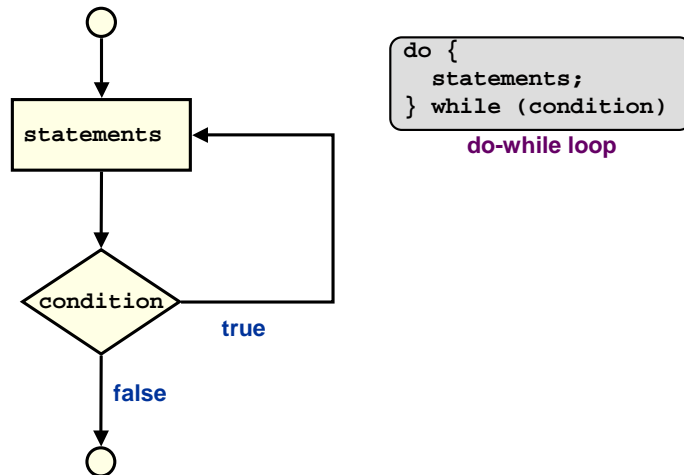 statements
condition
true
false
do {
  statements;
} while (condition)
do-while loop